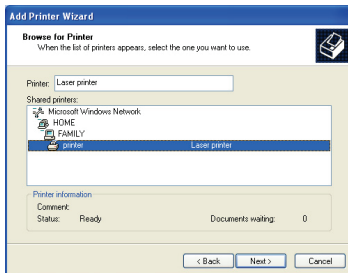 Add Printer Wizard
Browse for Printer
When the list of printers appears, select the one you want to use.
Printer: Laser printer
Shared printers:
Microsoft Windows Network
HOME
FAMILY
printer Laser printer
Printer information
Comment:
Status: Ready Documents waiting: 0
< Back Next > Cancel